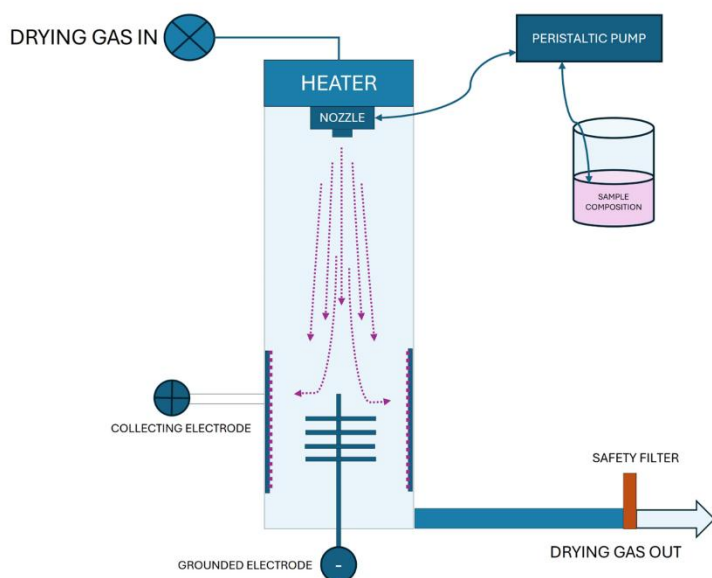 DRYING GAS IN
PERISTALTIC PUMP
HEATER
NOZZLE
SAMPLE
COMPOSITION
COLLECTING ELECTRODE
SAFETY FILTER
DRYING GAS OUT
GROUNDED ELECTRODE
-